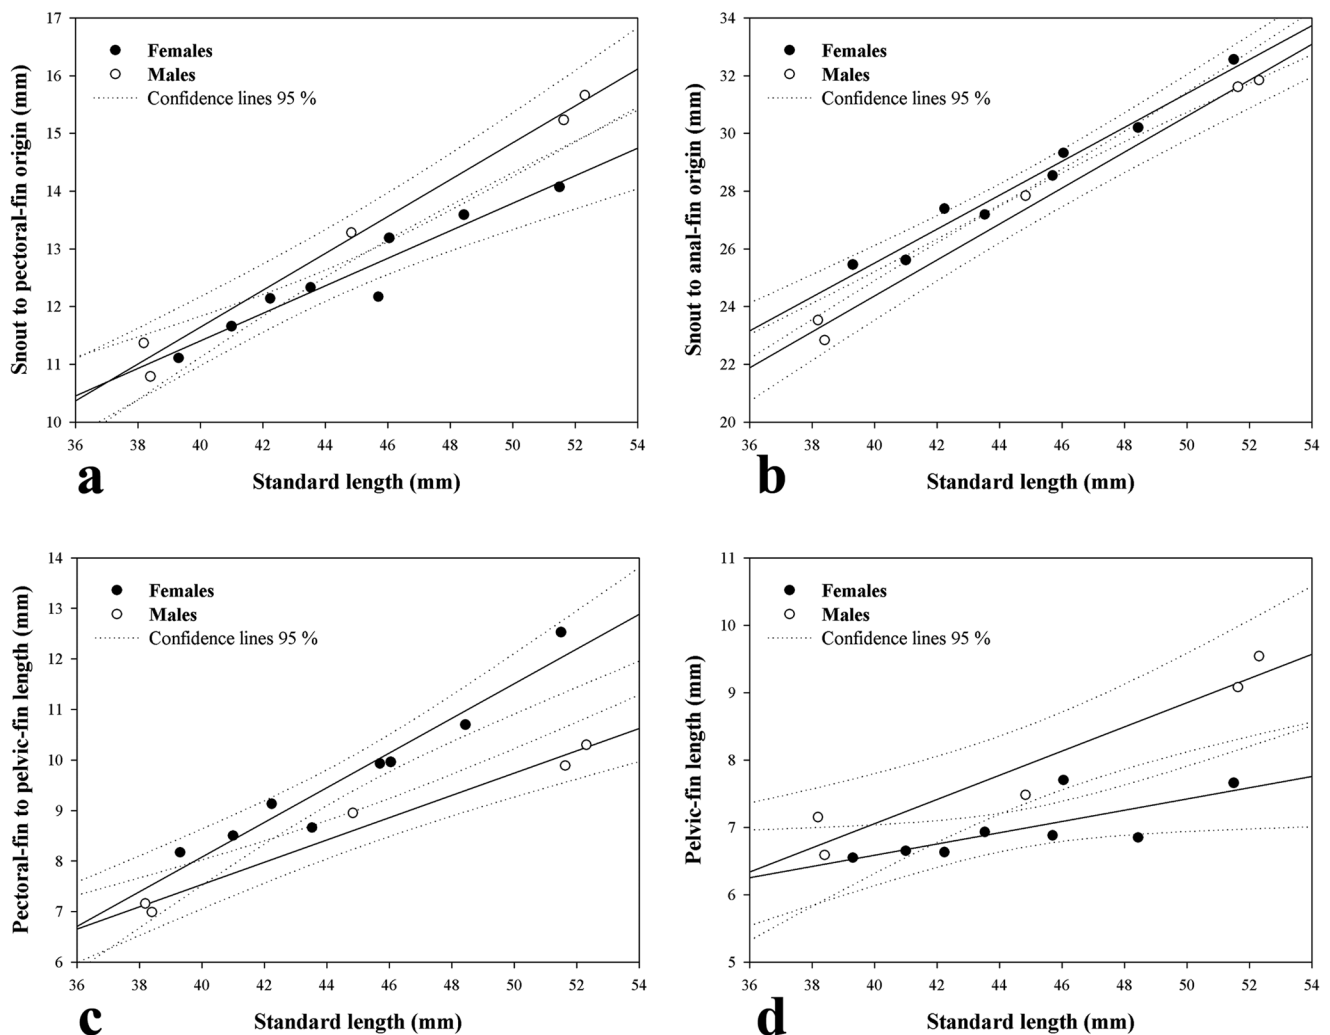 17
16
15
14
13
12
11
10
Snout to pectoral-fin origin (mm)
Females
Males
Confidence lines 95 %
36 38 40 42 44 46 48 50 52 54
a
Standard length (mm)
34
32
30
28
26
24
22
20
Snout to anal-fin origin (mm)
Females
Males
Confidence lines 95 %
36 38 40 42 44 46 48 50 52 54
b
Standard length (mm)
14
13
12
11
10
9
8
7
6
Pectoral-fin to pelvic-fin length (mm)
Females
Males
Confidence lines 95 %
36 38 40 42 44 46 48 50 52 54
c
Standard length (mm)
11
10
9
8
7
6
5
Pelvic-fin length (mm)
Females
Males
Confidence lines 95 %
36 38 40 42 44 46 48 50 52 54
d
Standard length (mm)